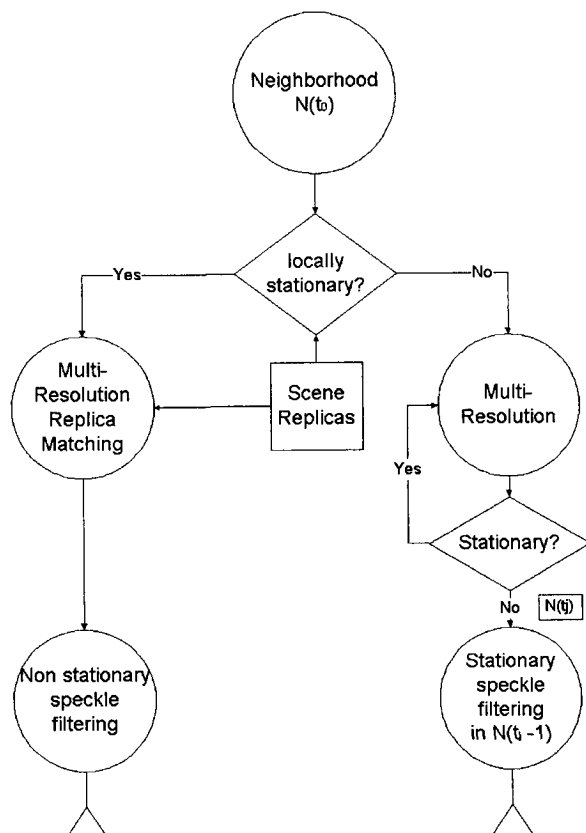 Neighborhood
N(t₀)
locally
stationary?
Yes
No
Multi-
Resolution
Replica
Matching
Scene
Replicas
Multi-
Resolution
Yes
Stationary?
No
N(tj)
Non stationary
speckle
filtering
Stationary
speckle
filtering
in N(tⱼ -1)